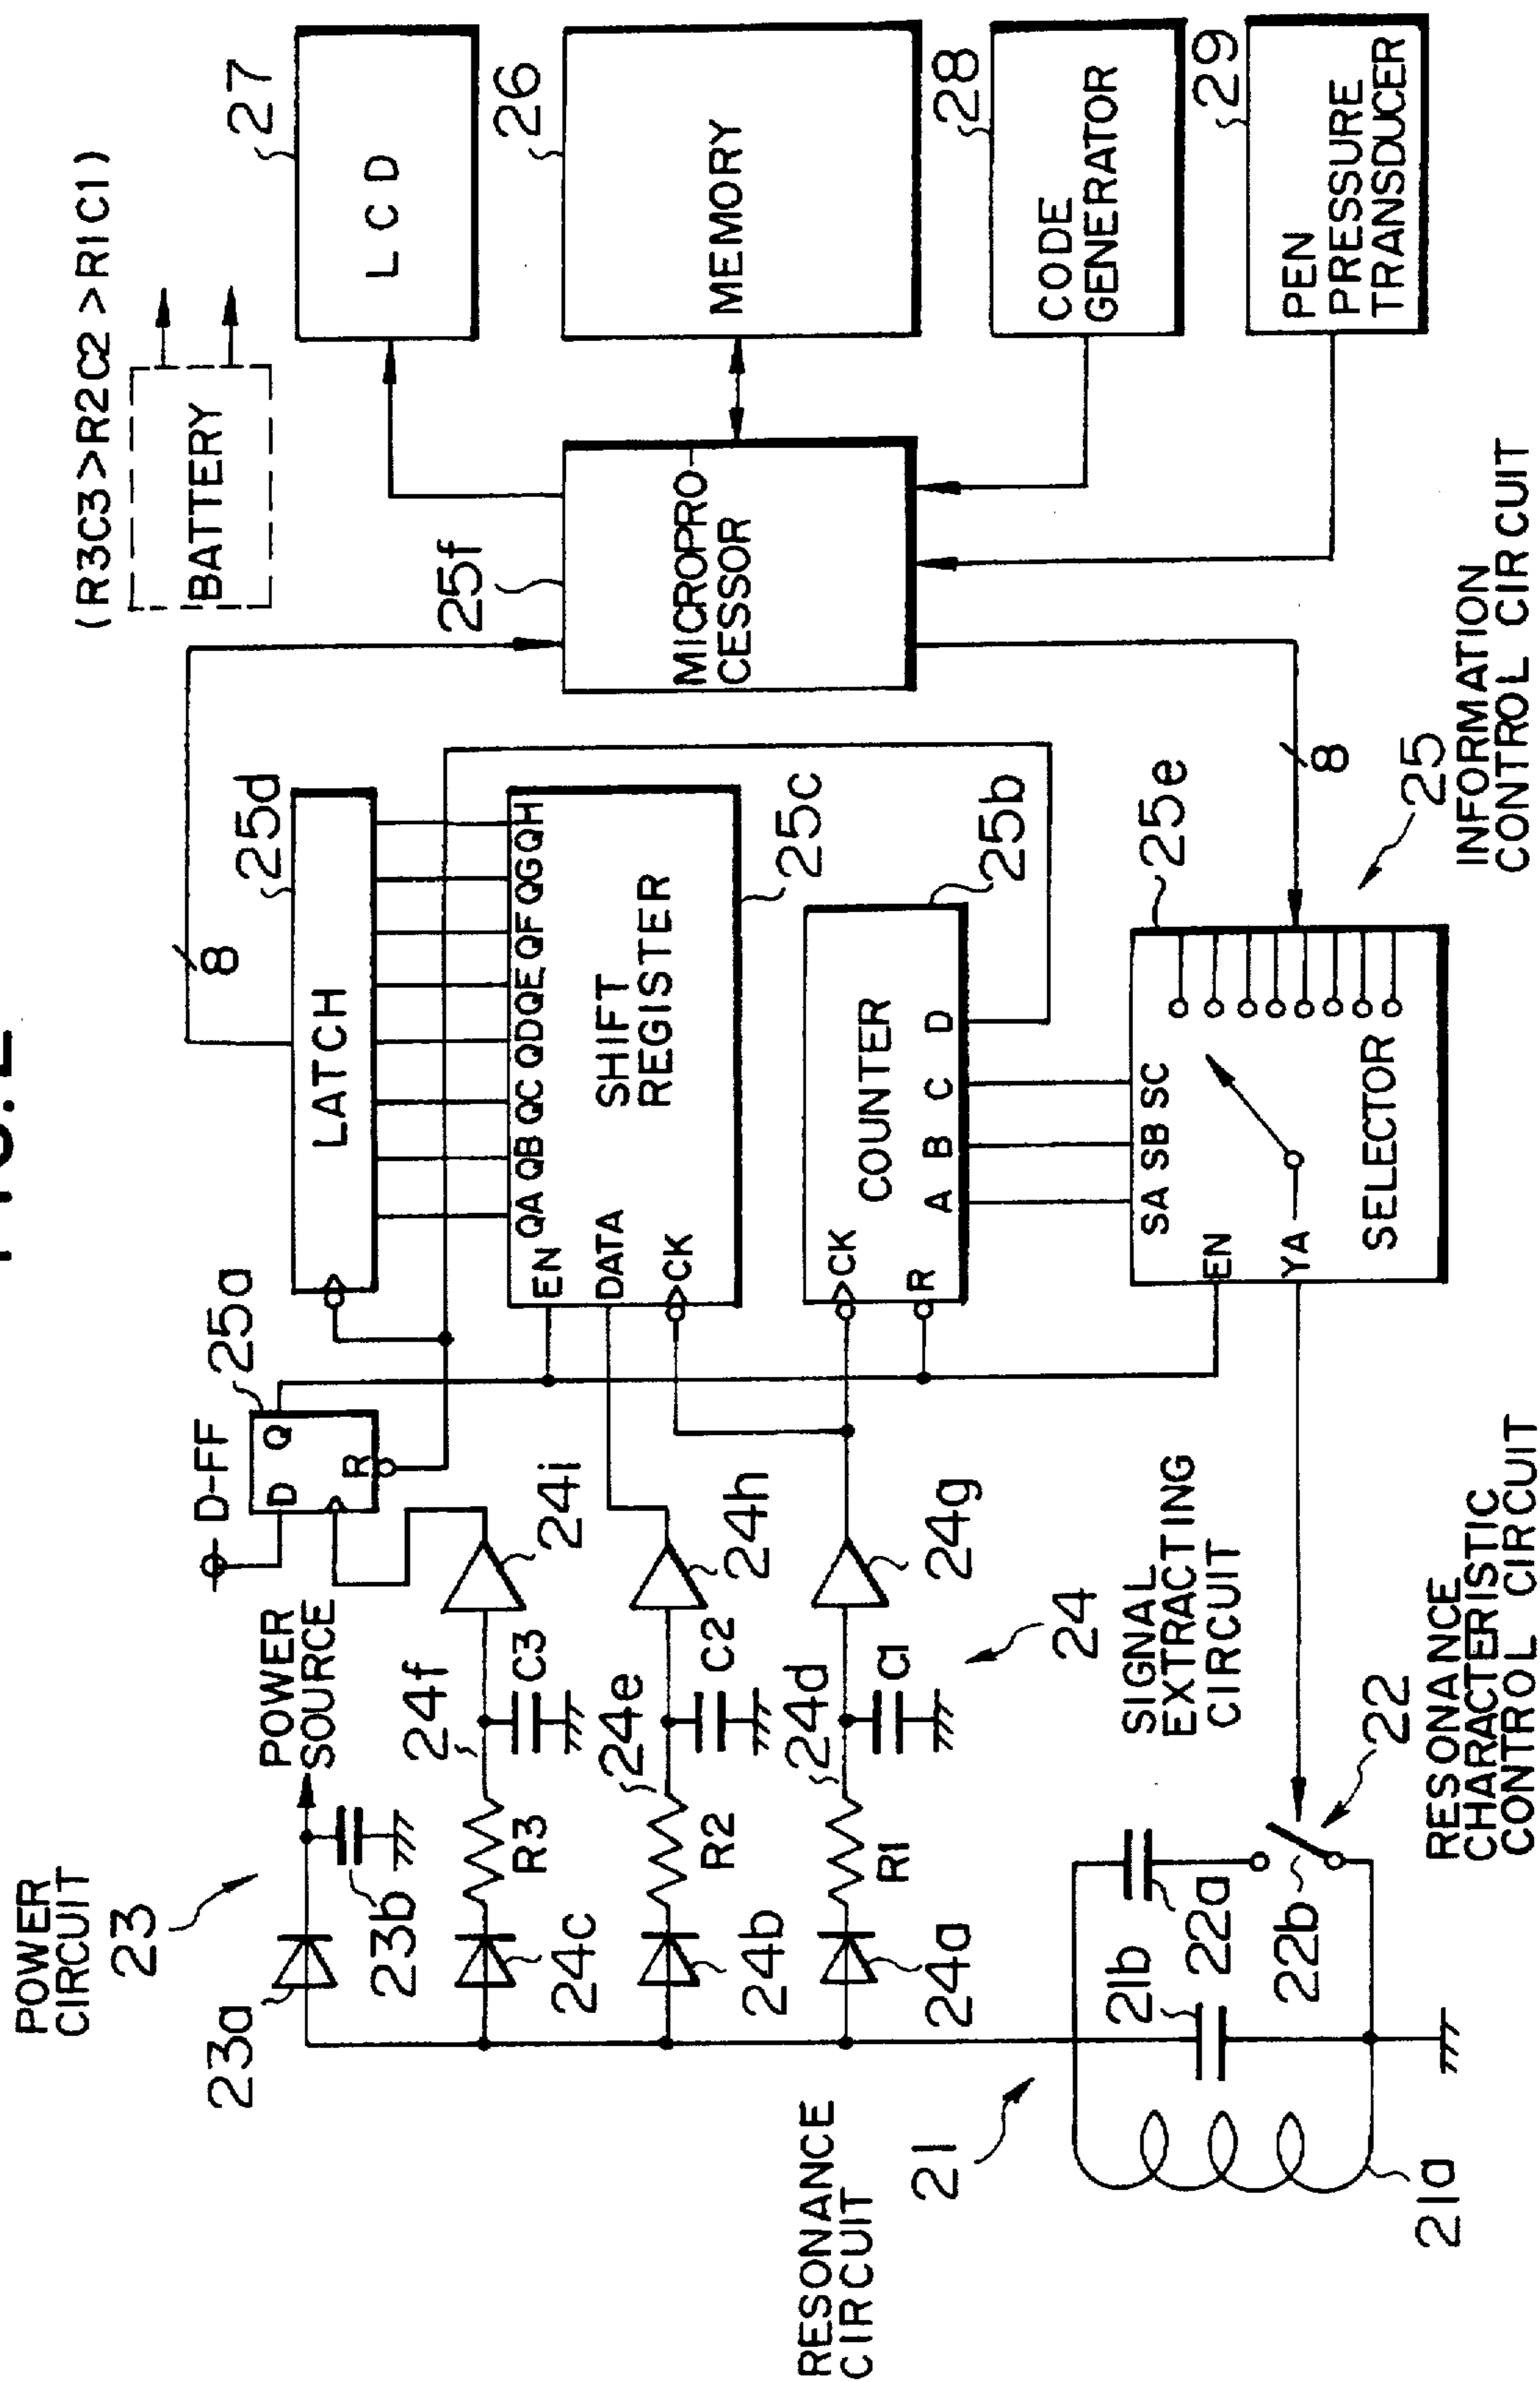 (R3C3>R2C2>R1C1)
BATTERY
27
LCD
26
MEMORY
28
CODE
GENERATOR
29
PEN
PRESSURE
TRANSDUCER
25f
MICROPRO-
CESSOR
25d
LATCH
8
QA QB QC QD QE QF QG QH
EN
DATA
CK
SHIFT
REGISTER
25c
25b
COUNTER
CK
R
A B C D
25e
SA SB SC
EN
YA
SELECTOR
8
25
INFORMATION
CONTROL CIRCUIT
25a
D-FF
D
Q
R
POWER
SOURCE
POWER
CIRCUIT
23
23a
23b
24f
24i
R3
C3
24c
24e
24h
R2
C2
24b
24d
24g
R1
C1
24a
24
SIGNAL
EXTRACTING
CIRCUIT
RESONANCE
CIRCUIT
21
21a
21b
22a
22b
22
RESONANCE
CHARACTERISTIC
CONTROL CIRCUIT